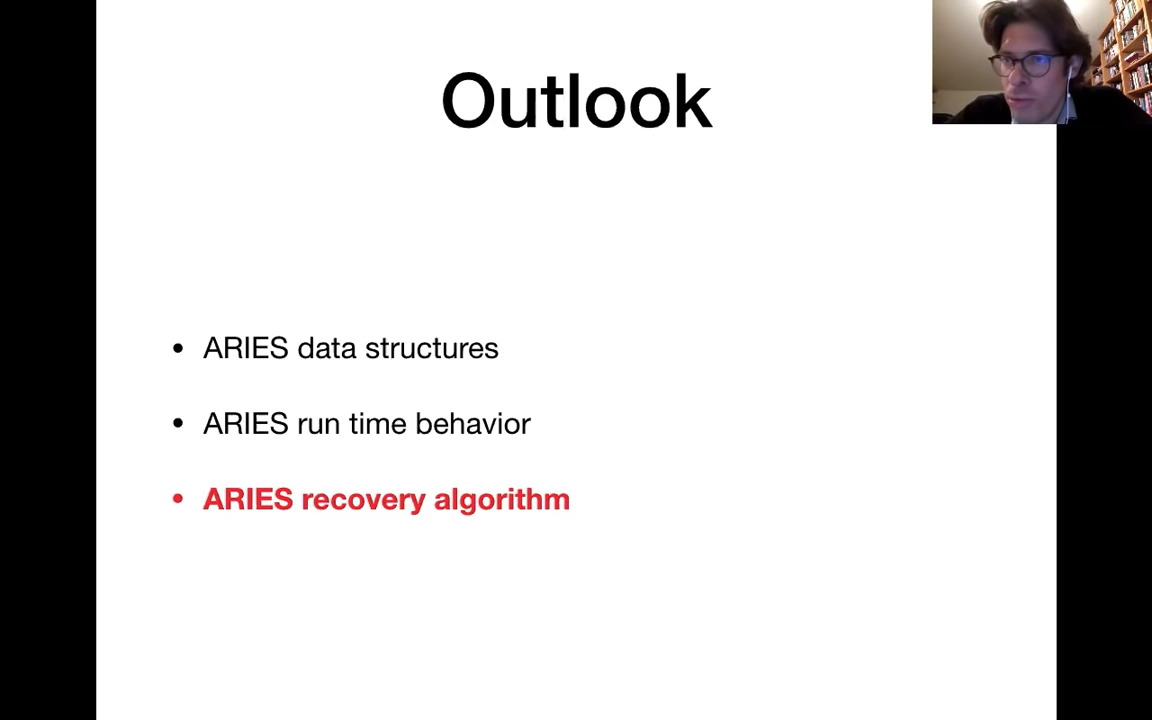 Outlook
• ARIES data structures
• ARIES run time behavior
• ARIES recovery algorithm